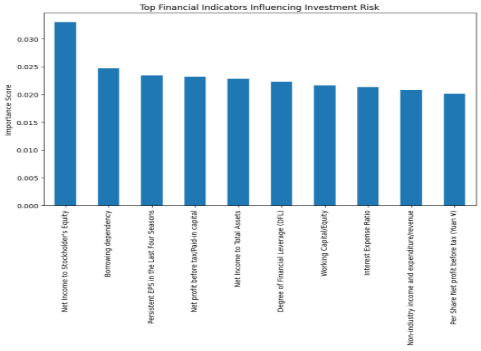 Top Financial Indicators Influencing Investment Risk
Importance Score
0.030
0.025
0.020
0.015
0.010
0.005
0.000
Net Income to Stockholder's Equity
Borrowing dependency
Persistent EPS in the Last Four Seasons
Net profit before tax/Paid-in capital
Net Income to Total Assets
Degree of Financial Leverage (DFL)
Working Capital/Equity
Interest Expense Ratio
Non-industry income and expenditure/revenue
Per Share Net profit before tax (Yuan ¥)